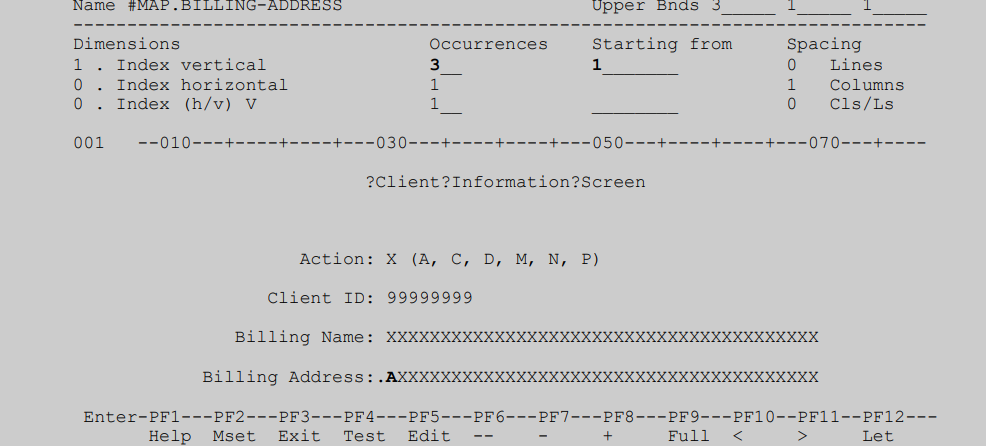 Name #MAP.BILLING-ADDRESS                       Upper Bnds 3_____ 1_____ 1_____
-------------------------------------------------------------------------------
Dimensions                       Occurrences    Starting from     Spacing
1 . Index vertical               3__            1_______          0   Lines
0 . Index horizontal             1                                1   Columns
0 . Index (h/v) V                1__            ________          0   Cls/Ls
001   --010---+----+----+---030---+----+----+---050---+----+----+---070---+----
?Client?Information?Screen
Action: X (A, C, D, M, N, P)
Client ID: 99999999
Billing Name: XXXXXXXXXXXXXXXXXXXXXXXXXXXXXXXXXXXXXXXX
Billing Address:.AXXXXXXXXXXXXXXXXXXXXXXXXXXXXXXXXXXXXXXX
Enter-PF1---PF2---PF3---PF4---PF5---PF6---PF7---PF8---PF9---PF10--PF11--PF12---
Help  Mset  Exit  Test  Edit  --    -     +     Full  <     >     Let